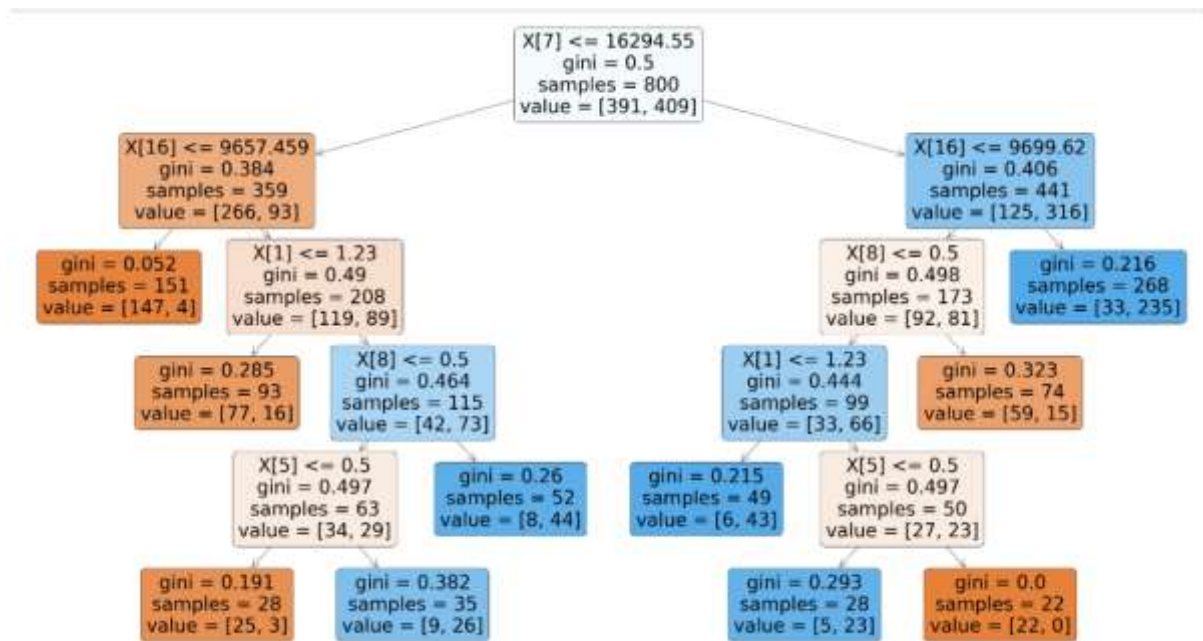 X[7] <= 16294.55
gini = 0.5
samples = 800
value = [391, 409]
X[16] <= 9657.459
gini = 0.384
samples = 359
value = [266, 93]
X[16] <= 9699.62
gini = 0.406
samples = 441
value = [125, 316]
gini = 0.052
samples = 151
value = [147, 4]
X[1] <= 1.23
gini = 0.49
samples = 208
value = [119, 89]
X[8] <= 0.5
gini = 0.498
samples = 173
value = [92, 81]
gini = 0.216
samples = 268
value = [33, 235]
gini = 0.285
samples = 93
value = [77, 16]
X[8] <= 0.5
gini = 0.464
samples = 115
value = [42, 73]
X[1] <= 1.23
gini = 0.444
samples = 99
value = [33, 66]
gini = 0.323
samples = 74
value = [59, 15]
X[5] <= 0.5
gini = 0.497
samples = 63
value = [34, 29]
gini = 0.26
samples = 52
value = [8, 44]
gini = 0.215
samples = 49
value = [6, 43]
X[5] <= 0.5
gini = 0.497
samples = 50
value = [27, 23]
gini = 0.191
samples = 28
value = [25, 3]
gini = 0.382
samples = 35
value = [9, 26]
gini = 0.293
samples = 28
value = [5, 23]
gini = 0.0
samples = 22
value = [22, 0]